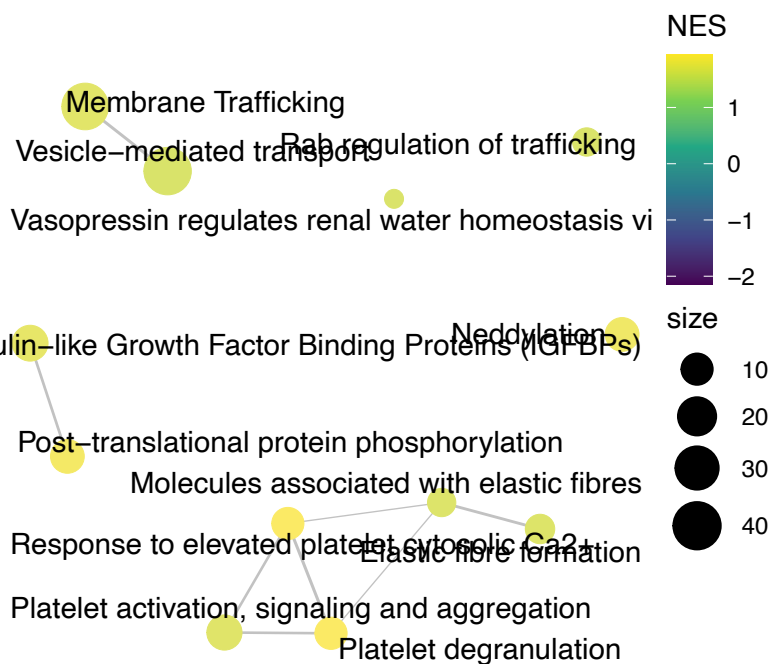 NES
Membrane Trafficking
1
Rab regulation of trafficking
Vesicle−mediated transport
0
Vasopressin regulates renal water homeostasis vi
−1
−2
size
Neddylation
ulin−like Growth Factor Binding Proteins (IGFBPs)
10
20
Post−translational protein phosphorylation
30
Molecules associated with elastic fibres
40
Response to elevated platelet cytosolic Ca2+
Elastic fibre formation
Platelet activation, signaling and aggregation
Platelet degranulation